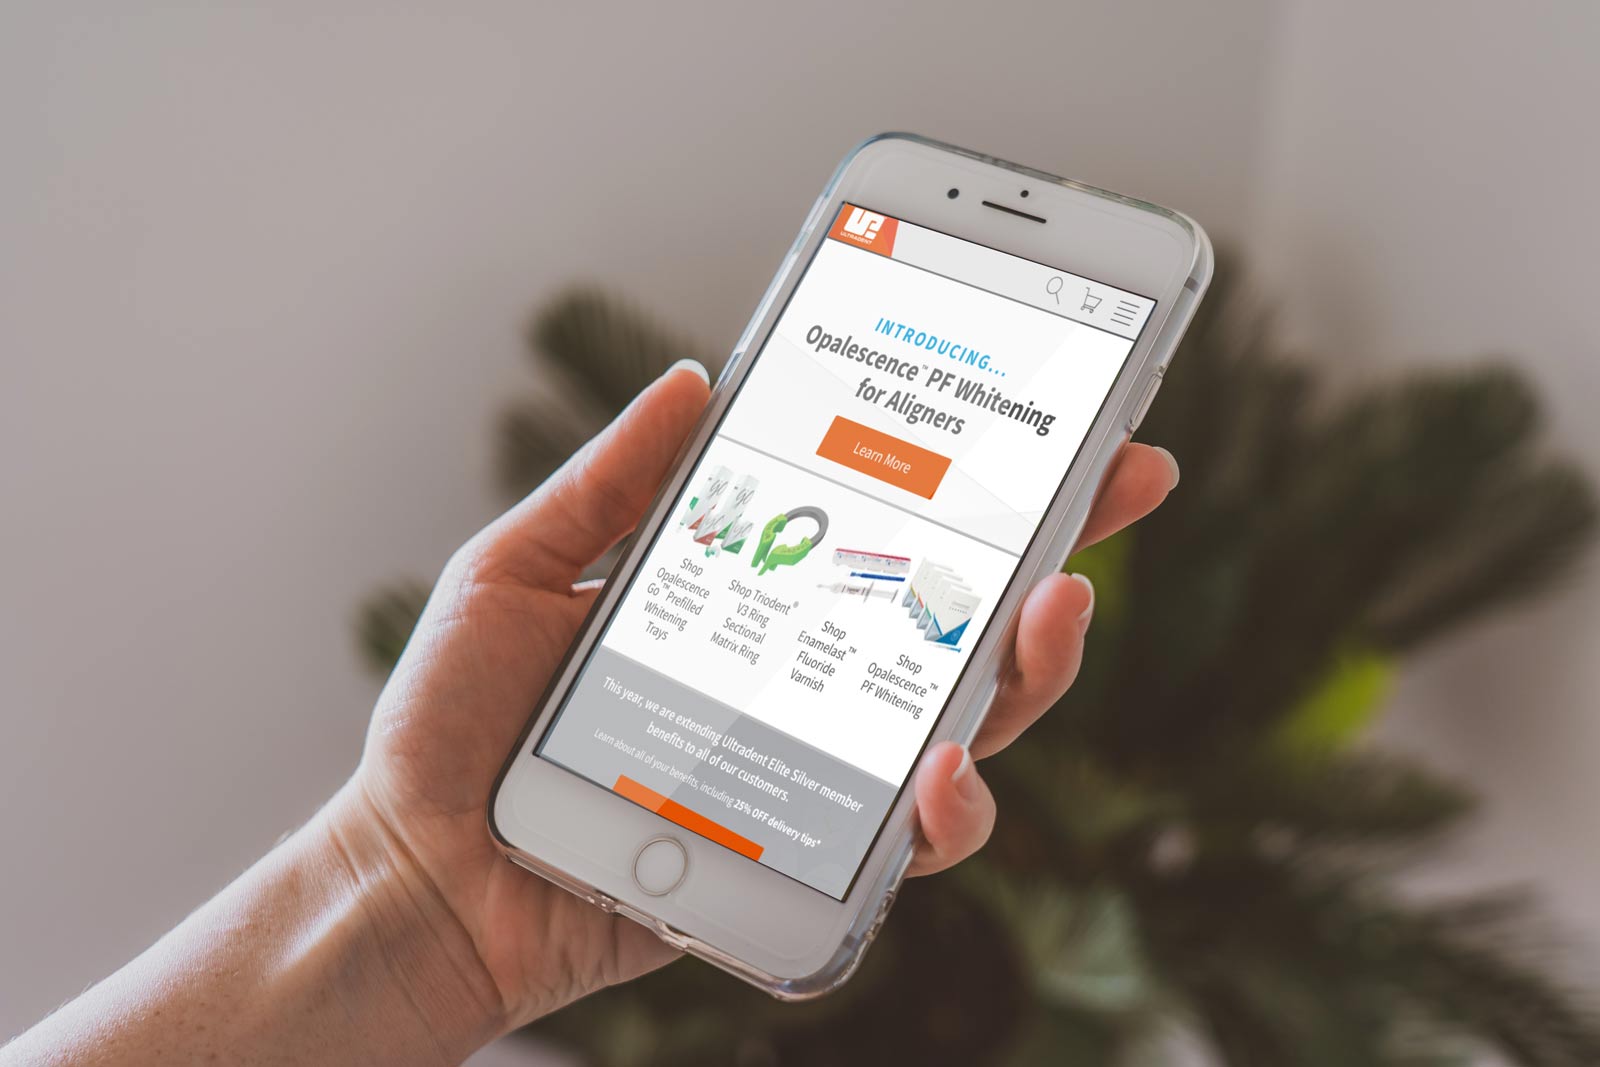 ULTRADENT
INTRODUCING...
Opalescence™ PF Whitening
for Aligners
Learn More
go
go
Shop
Opalescence
Go™ Prefilled
Whitening
Trays
Shop Triodent®
V3 Ring
Sectional
Matrix Ring
Shop
Enamelast™
Fluoride
Varnish
Shop
Opalescence™
PF Whitening
This year, we are extending Ultradent Elite Silver member
benefits to all of our customers.
Learn about all of your benefits, including 25% OFF delivery tips*